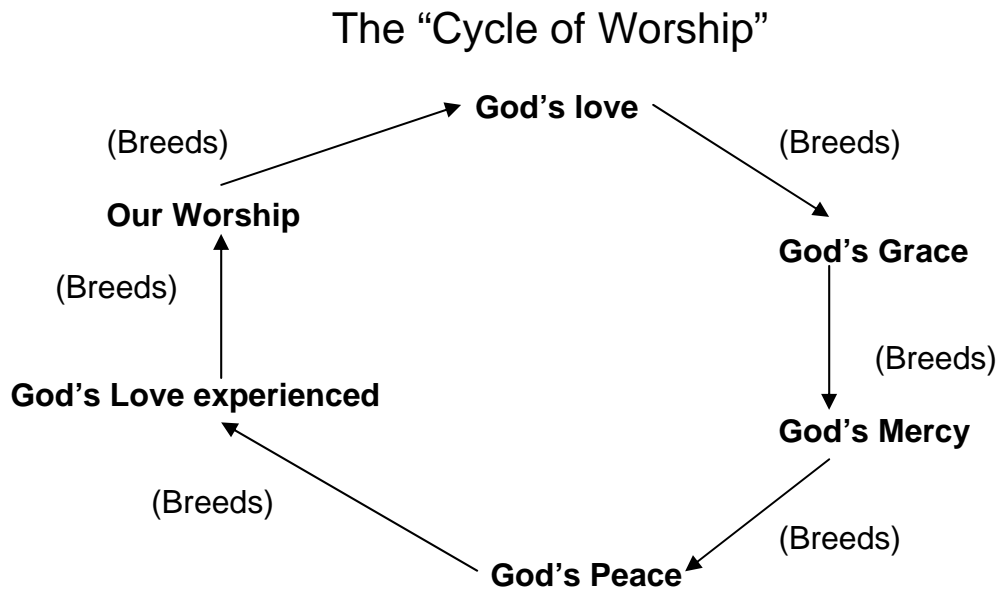 The “Cycle of Worship”
God’s love
(Breeds)
(Breeds)
Our Worship
God’s Grace
(Breeds)
(Breeds)
God’s Love experienced
God’s Mercy
(Breeds)
(Breeds)
God’s Peace